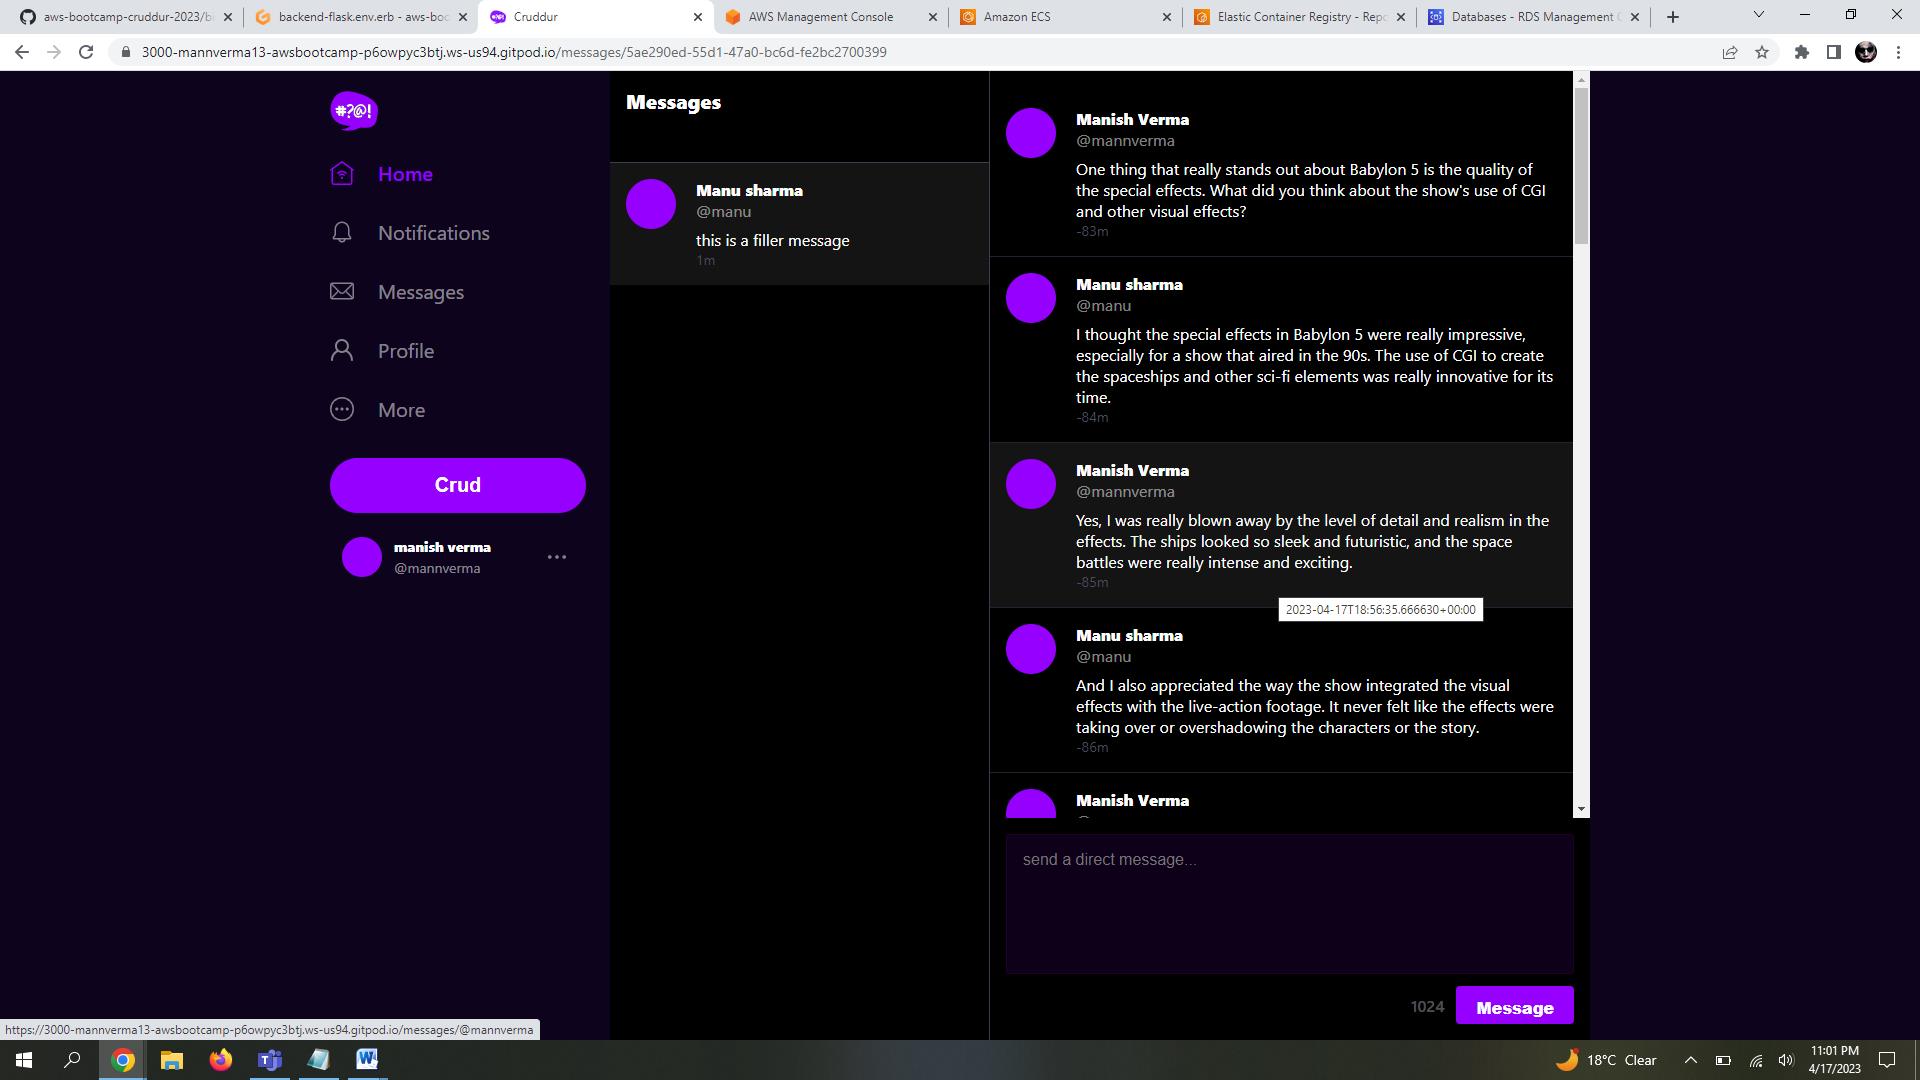 aws-bootcamp-cruddur-2023/bi
backend-flask.env.erb - aws-boo
Cruddur
AWS Management Console
Amazon ECS
Elastic Container Registry - Repo
Databases - RDS Management C
3000-mannverma13-awsbootcamp-p6owpyc3btj.ws-us94.gitpod.io/messages/5ae290ed-55d1-47a0-bc6d-fe2bc2700399
#?@!
Home
Notifications
Messages
Profile
More
Crud
manish verma
@mannverma
Messages
Manu sharma
@manu
this is a filler message
1m
Manish Verma
@mannverma
One thing that really stands out about Babylon 5 is the quality of
the special effects. What did you think about the show's use of CGI
and other visual effects?
-83m
Manu sharma
@manu
I thought the special effects in Babylon 5 were really impressive,
especially for a show that aired in the 90s. The use of CGI to create
the spaceships and other sci-fi elements was really innovative for its
time.
-84m
Manish Verma
@mannverma
Yes, I was really blown away by the level of detail and realism in the
effects. The ships looked so sleek and futuristic, and the space
battles were really intense and exciting.
-85m
2023-04-17T18:56:35.666630+00:00
Manu sharma
@manu
And I also appreciated the way the show integrated the visual
effects with the live-action footage. It never felt like the effects were
taking over or overshadowing the characters or the story.
-86m
Manish Verma
send a direct message...
1024
Message
https://3000-mannverma13-awsbootcamp-p6owpyc3btj.ws-us94.gitpod.io/messages/@mannverma
18°C Clear
11:01 PM
4/17/2023